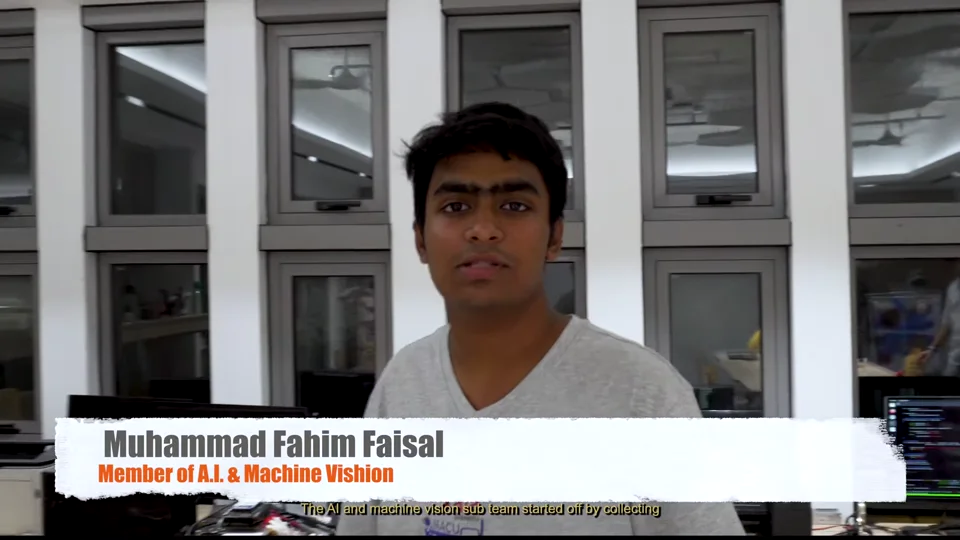 Muhammad Fahim Faisal
Member of A.I. & Machine Vishion
The AI and machine vision sub team started off by collecting